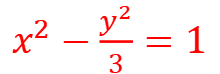 x² − y²/3 = 1